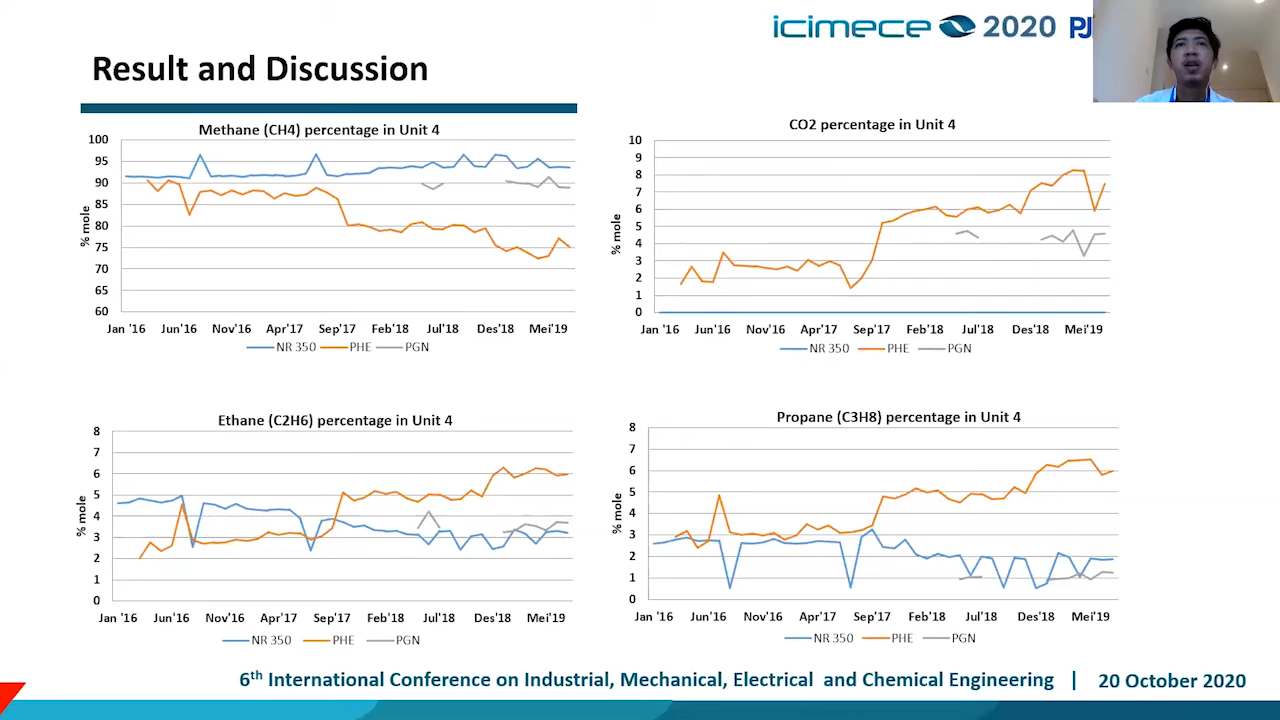 icimece 2020 PJ
Result and Discussion
Methane (CH4) percentage in Unit 4
100
95
90
85
80
75
70
65
60
% mole
Jan '16 Jun'16 Nov'16 Apr'17 Sep'17 Feb'18 Jul'18 Des'18 Mei'19
NR 350 PHE PGN
CO2 percentage in Unit 4
10
9
8
7
6
5
4
3
2
1
0
% mole
Jan '16 Jun'16 Nov'16 Apr'17 Sep'17 Feb'18 Jul'18 Des'18 Mei'19
NR 350 PHE PGN
Ethane (C2H6) percentage in Unit 4
8
7
6
5
4
3
2
1
0
% mole
Jan '16 Jun'16 Nov'16 Apr'17 Sep'17 Feb'18 Jul'18 Des'18 Mei'19
NR 350 PHE PGN
Propane (C3H8) percentage in Unit 4
8
7
6
5
4
3
2
1
0
% mole
Jan '16 Jun'16 Nov'16 Apr'17 Sep'17 Feb'18 Jul'18 Des'18 Mei'19
NR 350 PHE PGN
6th International Conference on Industrial, Mechanical, Electrical and Chemical Engineering | 20 October 2020